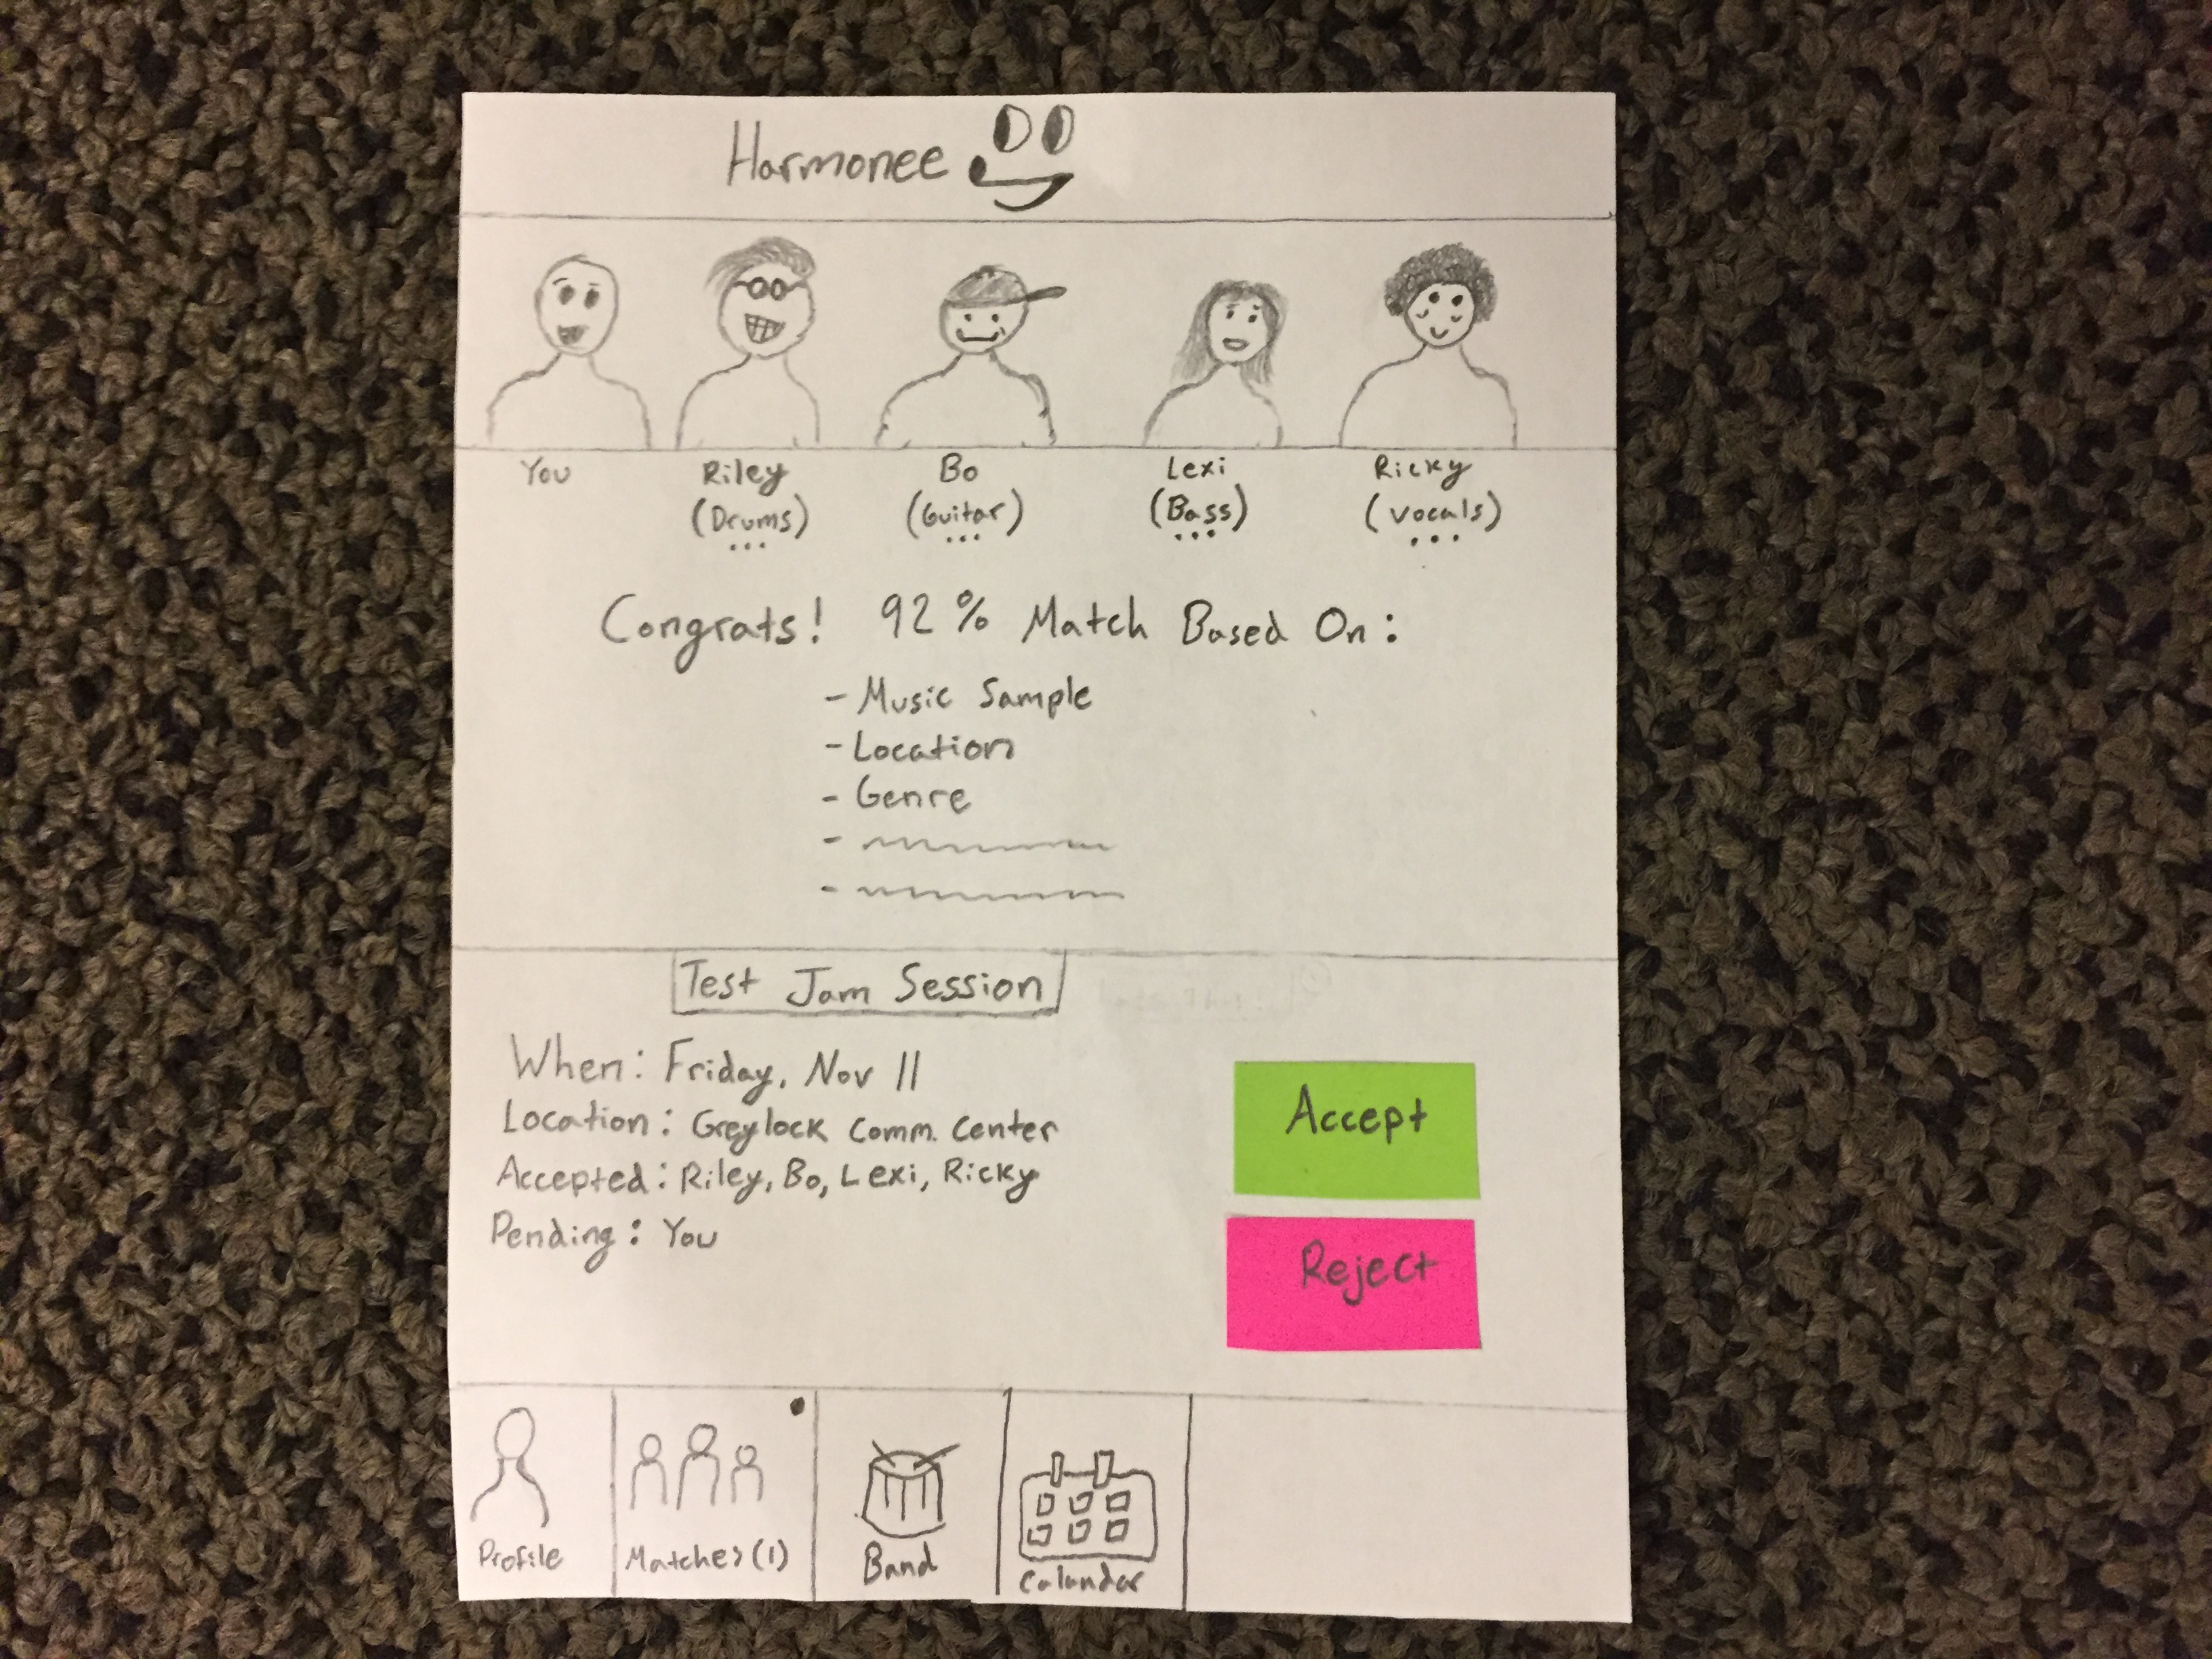 Harmonee
You
Riley
(Drums)
...
Bo
(Guitar)
...
Lexi
(Bass)
...
Ricky
(vocals)
...
Congrats! 92% Match Based On:
- Music Sample
- Location
- Genre
-
-
Test Jam Session
When: Friday, Nov 11
Location: Greylock Comm. Center
Accepted: Riley, Bo, Lexi, Ricky
Pending: You
Accept
Reject
Profile
Matches(1)
Band
Calendar